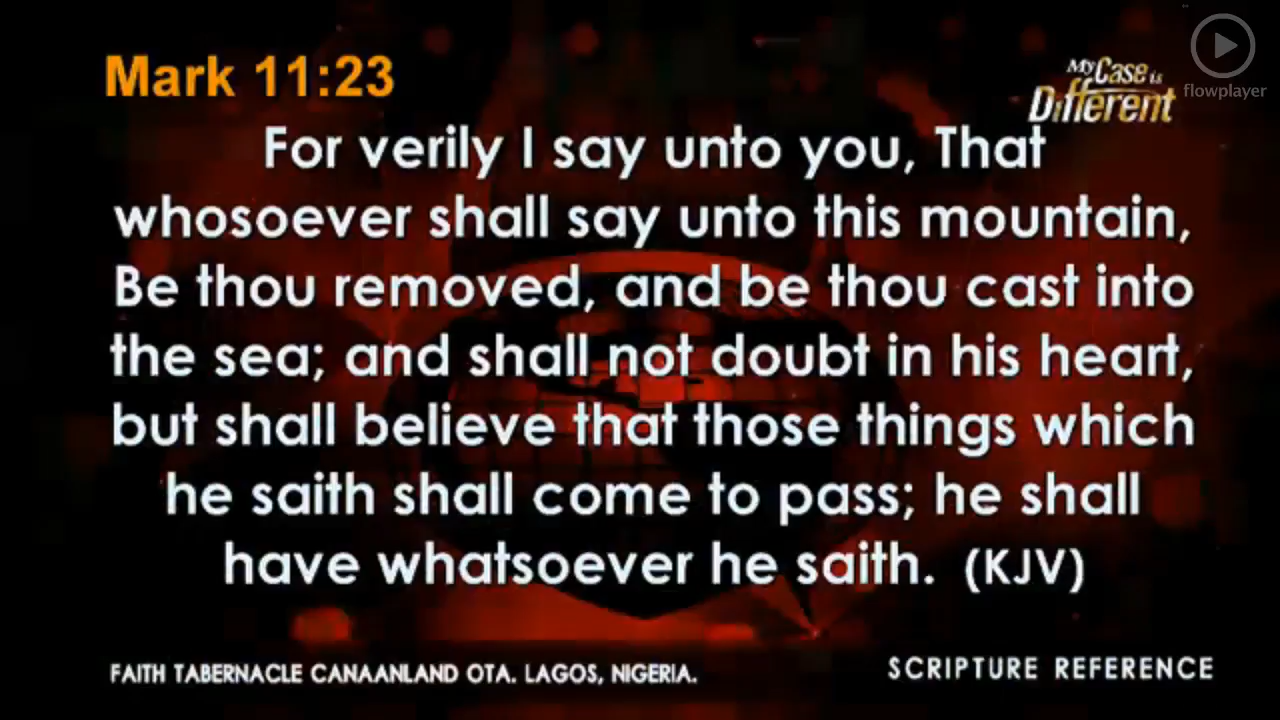 Mark 11:23
My Case is
Different
flowplayer
For verily I say unto you, That
whosoever shall say unto this mountain,
Be thou removed, and be thou cast into
the sea; and shall not doubt in his heart,
but shall believe that those things which
he saith shall come to pass; he shall
have whatsoever he saith. (KJV)
FAITH TABERNACLE CANAANLAND OTA. LAGOS, NIGERIA.
SCRIPTURE REFERENCE